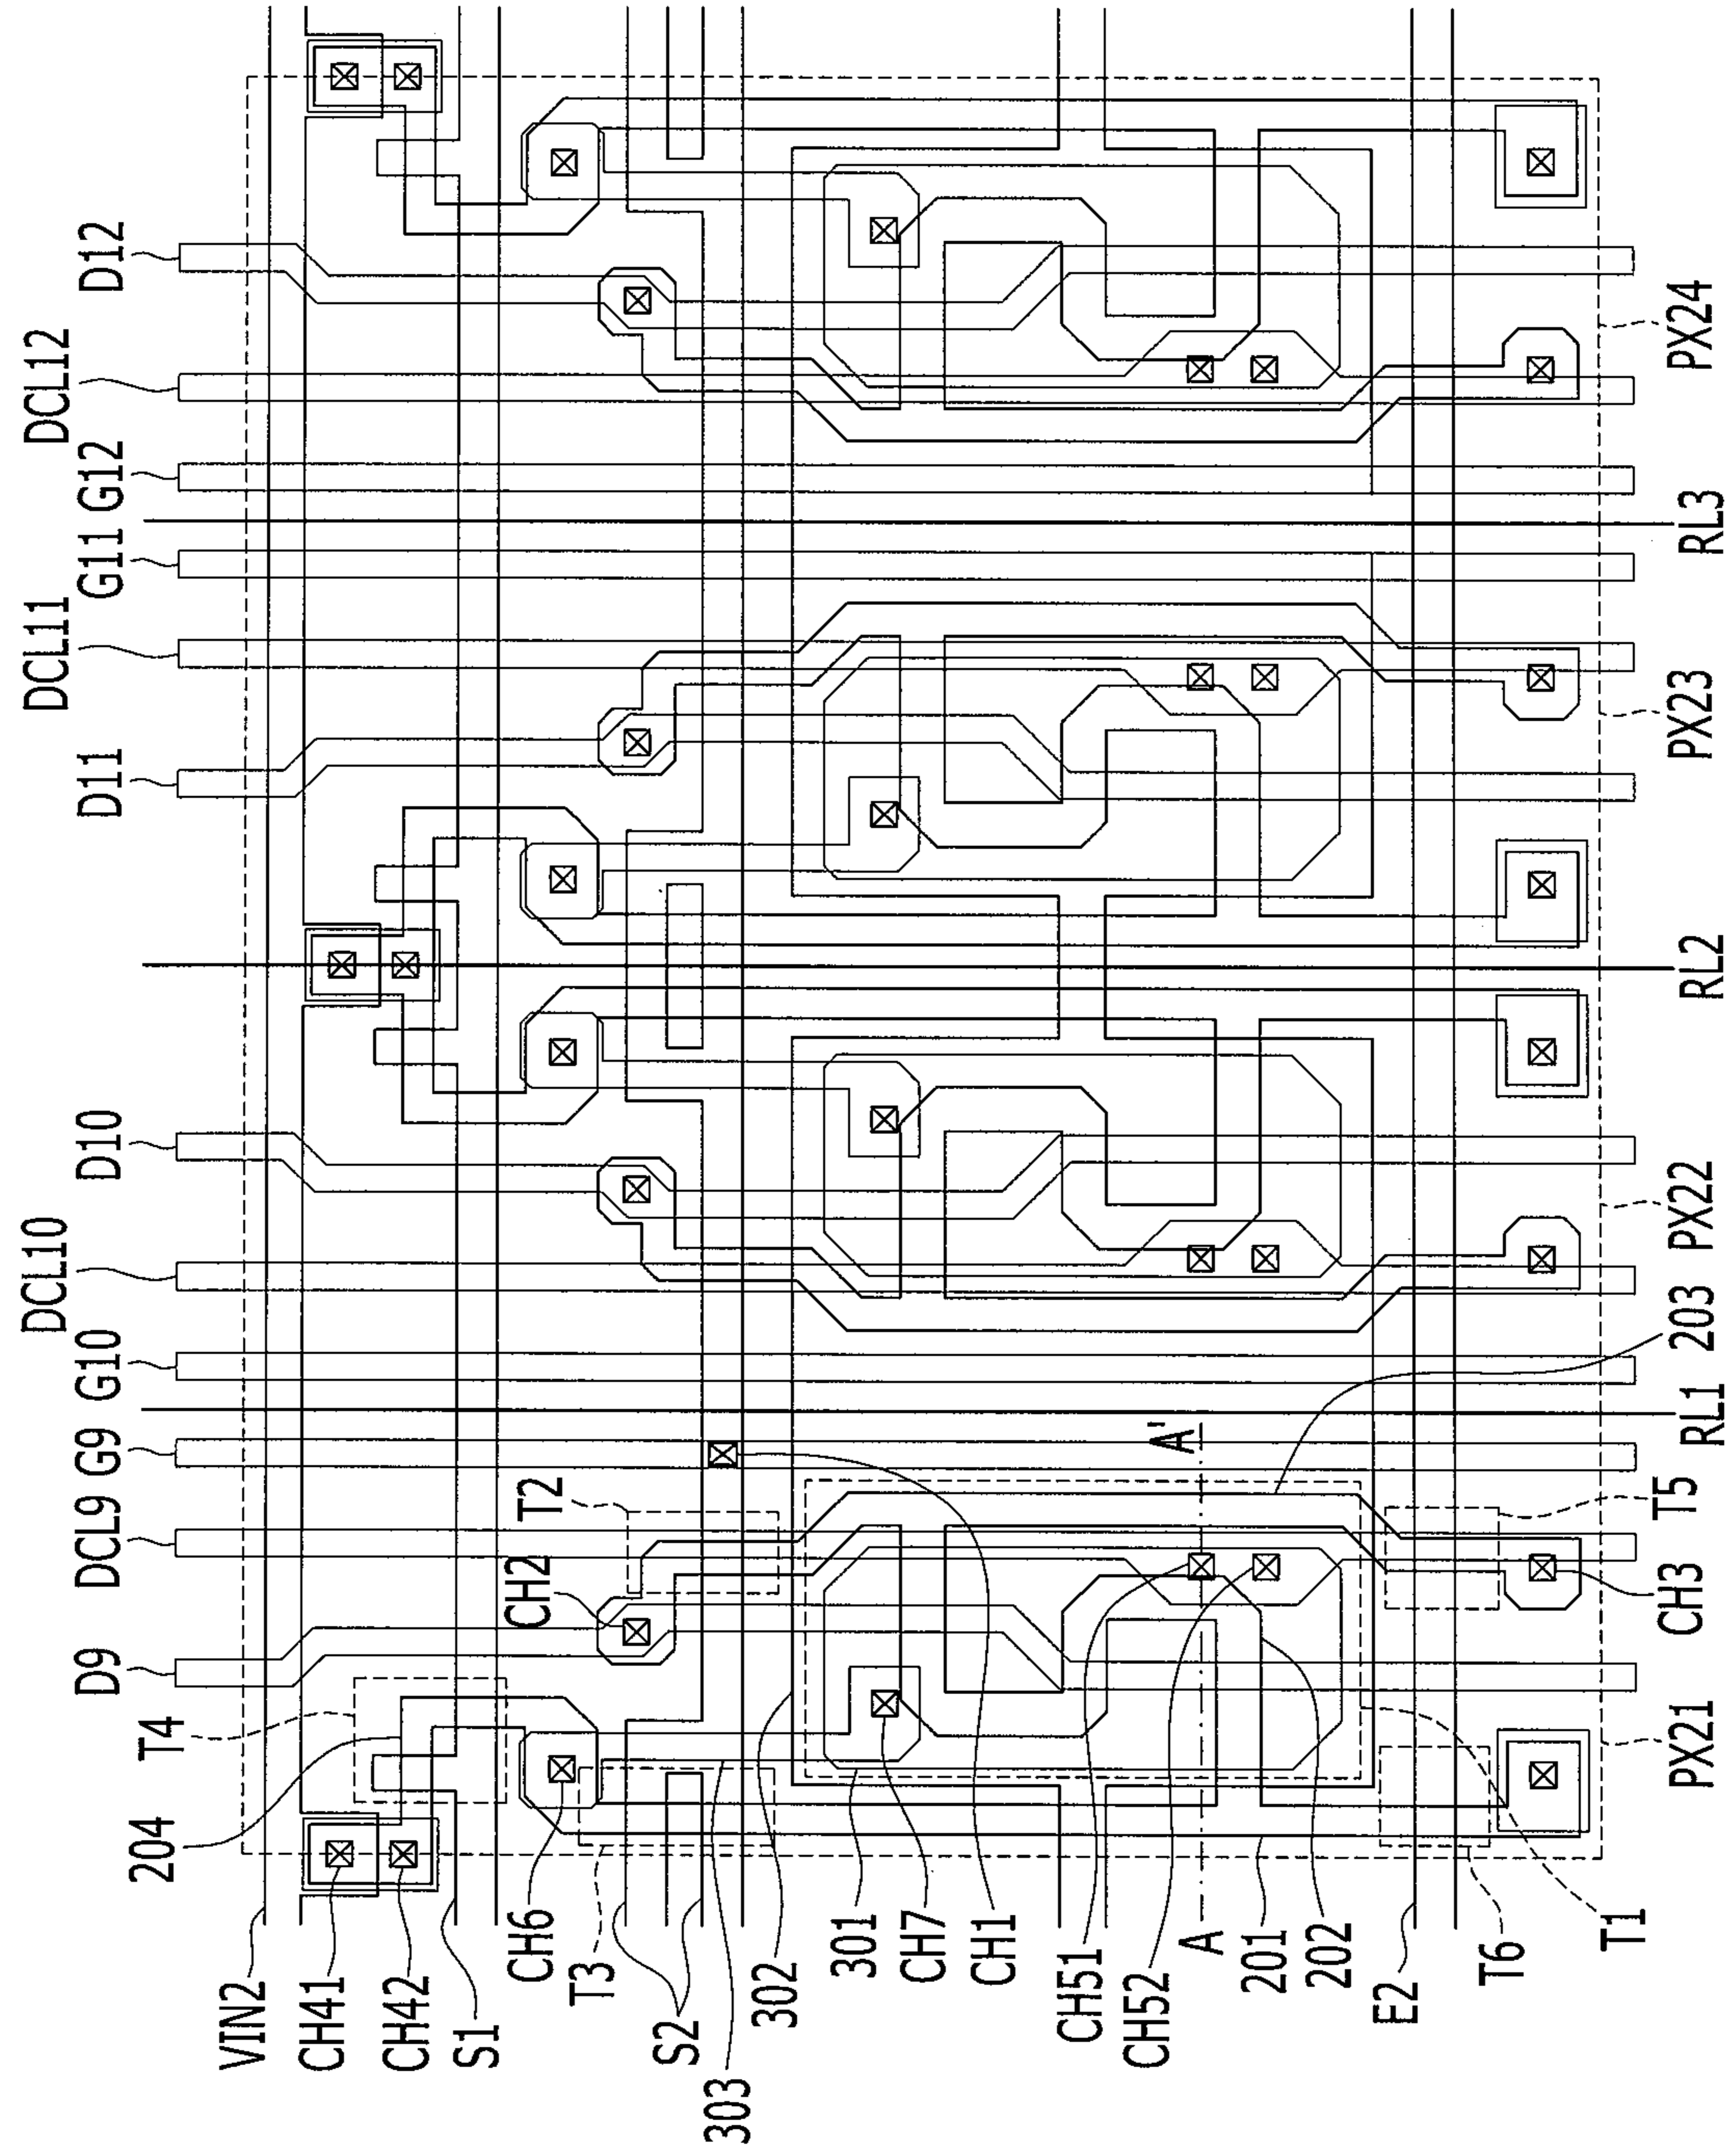 D9
DCL9
G9
G10
DCL10
D10
D11
DCL11
G11
G12
DCL12
D12
204
T4
T2
CH2
VIN2
CH41
CH42
S1
CH6
T3
S2
303
302
301
CH7
CH1
CH51
CH52
A
A'
201
202
E2
T6
T1
PX21
CH3
T5
RL1
203
PX22
RL2
PX23
RL3
PX24